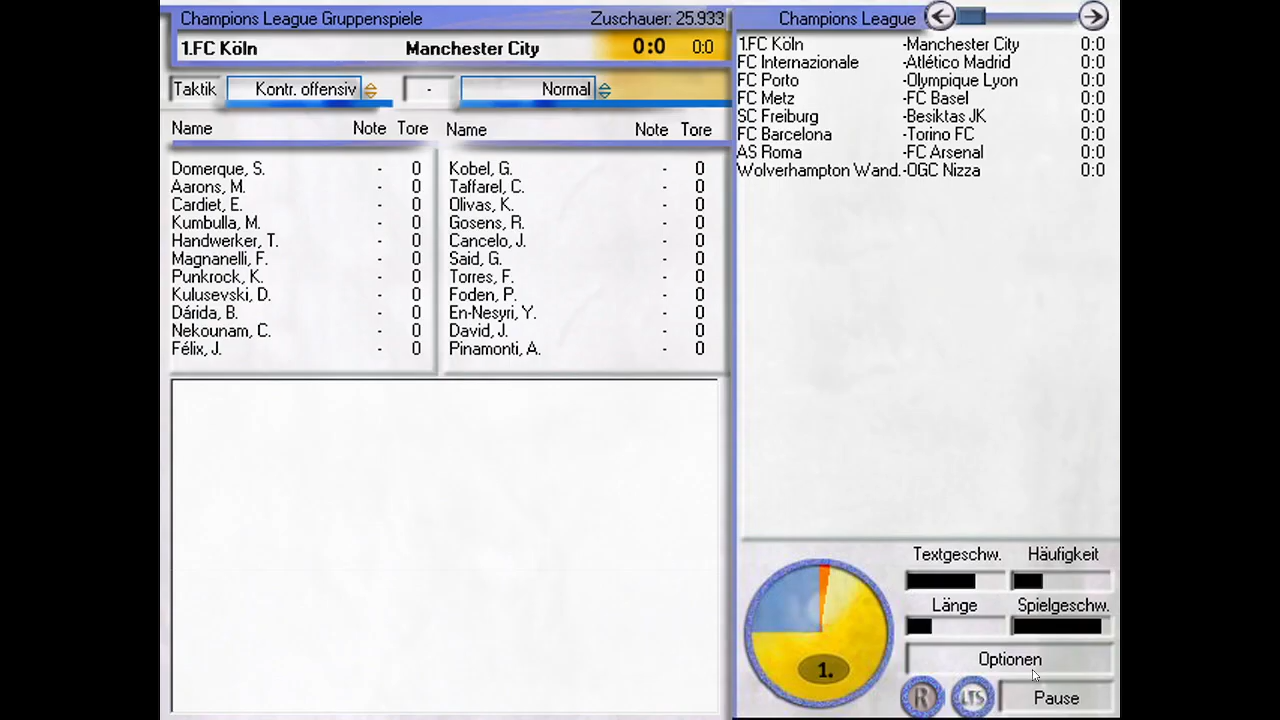 Champions League Gruppenspiele Zuschauer: 25.933
1.FC Köln Manchester City 0:0 0:0
Taktik Kontr. offensiv - Normal
Name Note Tore Name Note Tore
Domerque, S. - 0 Kobel, G. - 0
Aarons, M. - 0 Taffarel, C. - 0
Cardiet, E. - 0 Olivas, K. - 0
Kumbulla, M. - 0 Gosens, R. - 0
Handwerker, T. - 0 Cancelo, J. - 0
Magnanelli, F. - 0 Said, G. - 0
Punkrock, K. - 0 Torres, F. - 0
Kulusevski, D. - 0 Foden, P. - 0
Dárida, B. - 0 En-Nesyri, Y. - 0
Nekounam, C. - 0 David, J. - 0
Félix, J. - 0 Pinamonti, A. - 0
Champions League
1.FC Köln -Manchester City 0:0
FC Internazionale -Atlético Madrid 0:0
FC Porto -Olympique Lyon 0:0
FC Metz -FC Basel 0:0
SC Freiburg -Besiktas JK 0:0
FC Barcelona -Torino FC 0:0
AS Roma -FC Arsenal 0:0
Wolverhampton Wand. -OGC Nizza 0:0
Textgeschw. Häufigkeit
Länge Spielgeschw.
1.
Optionen
R LTS Pause